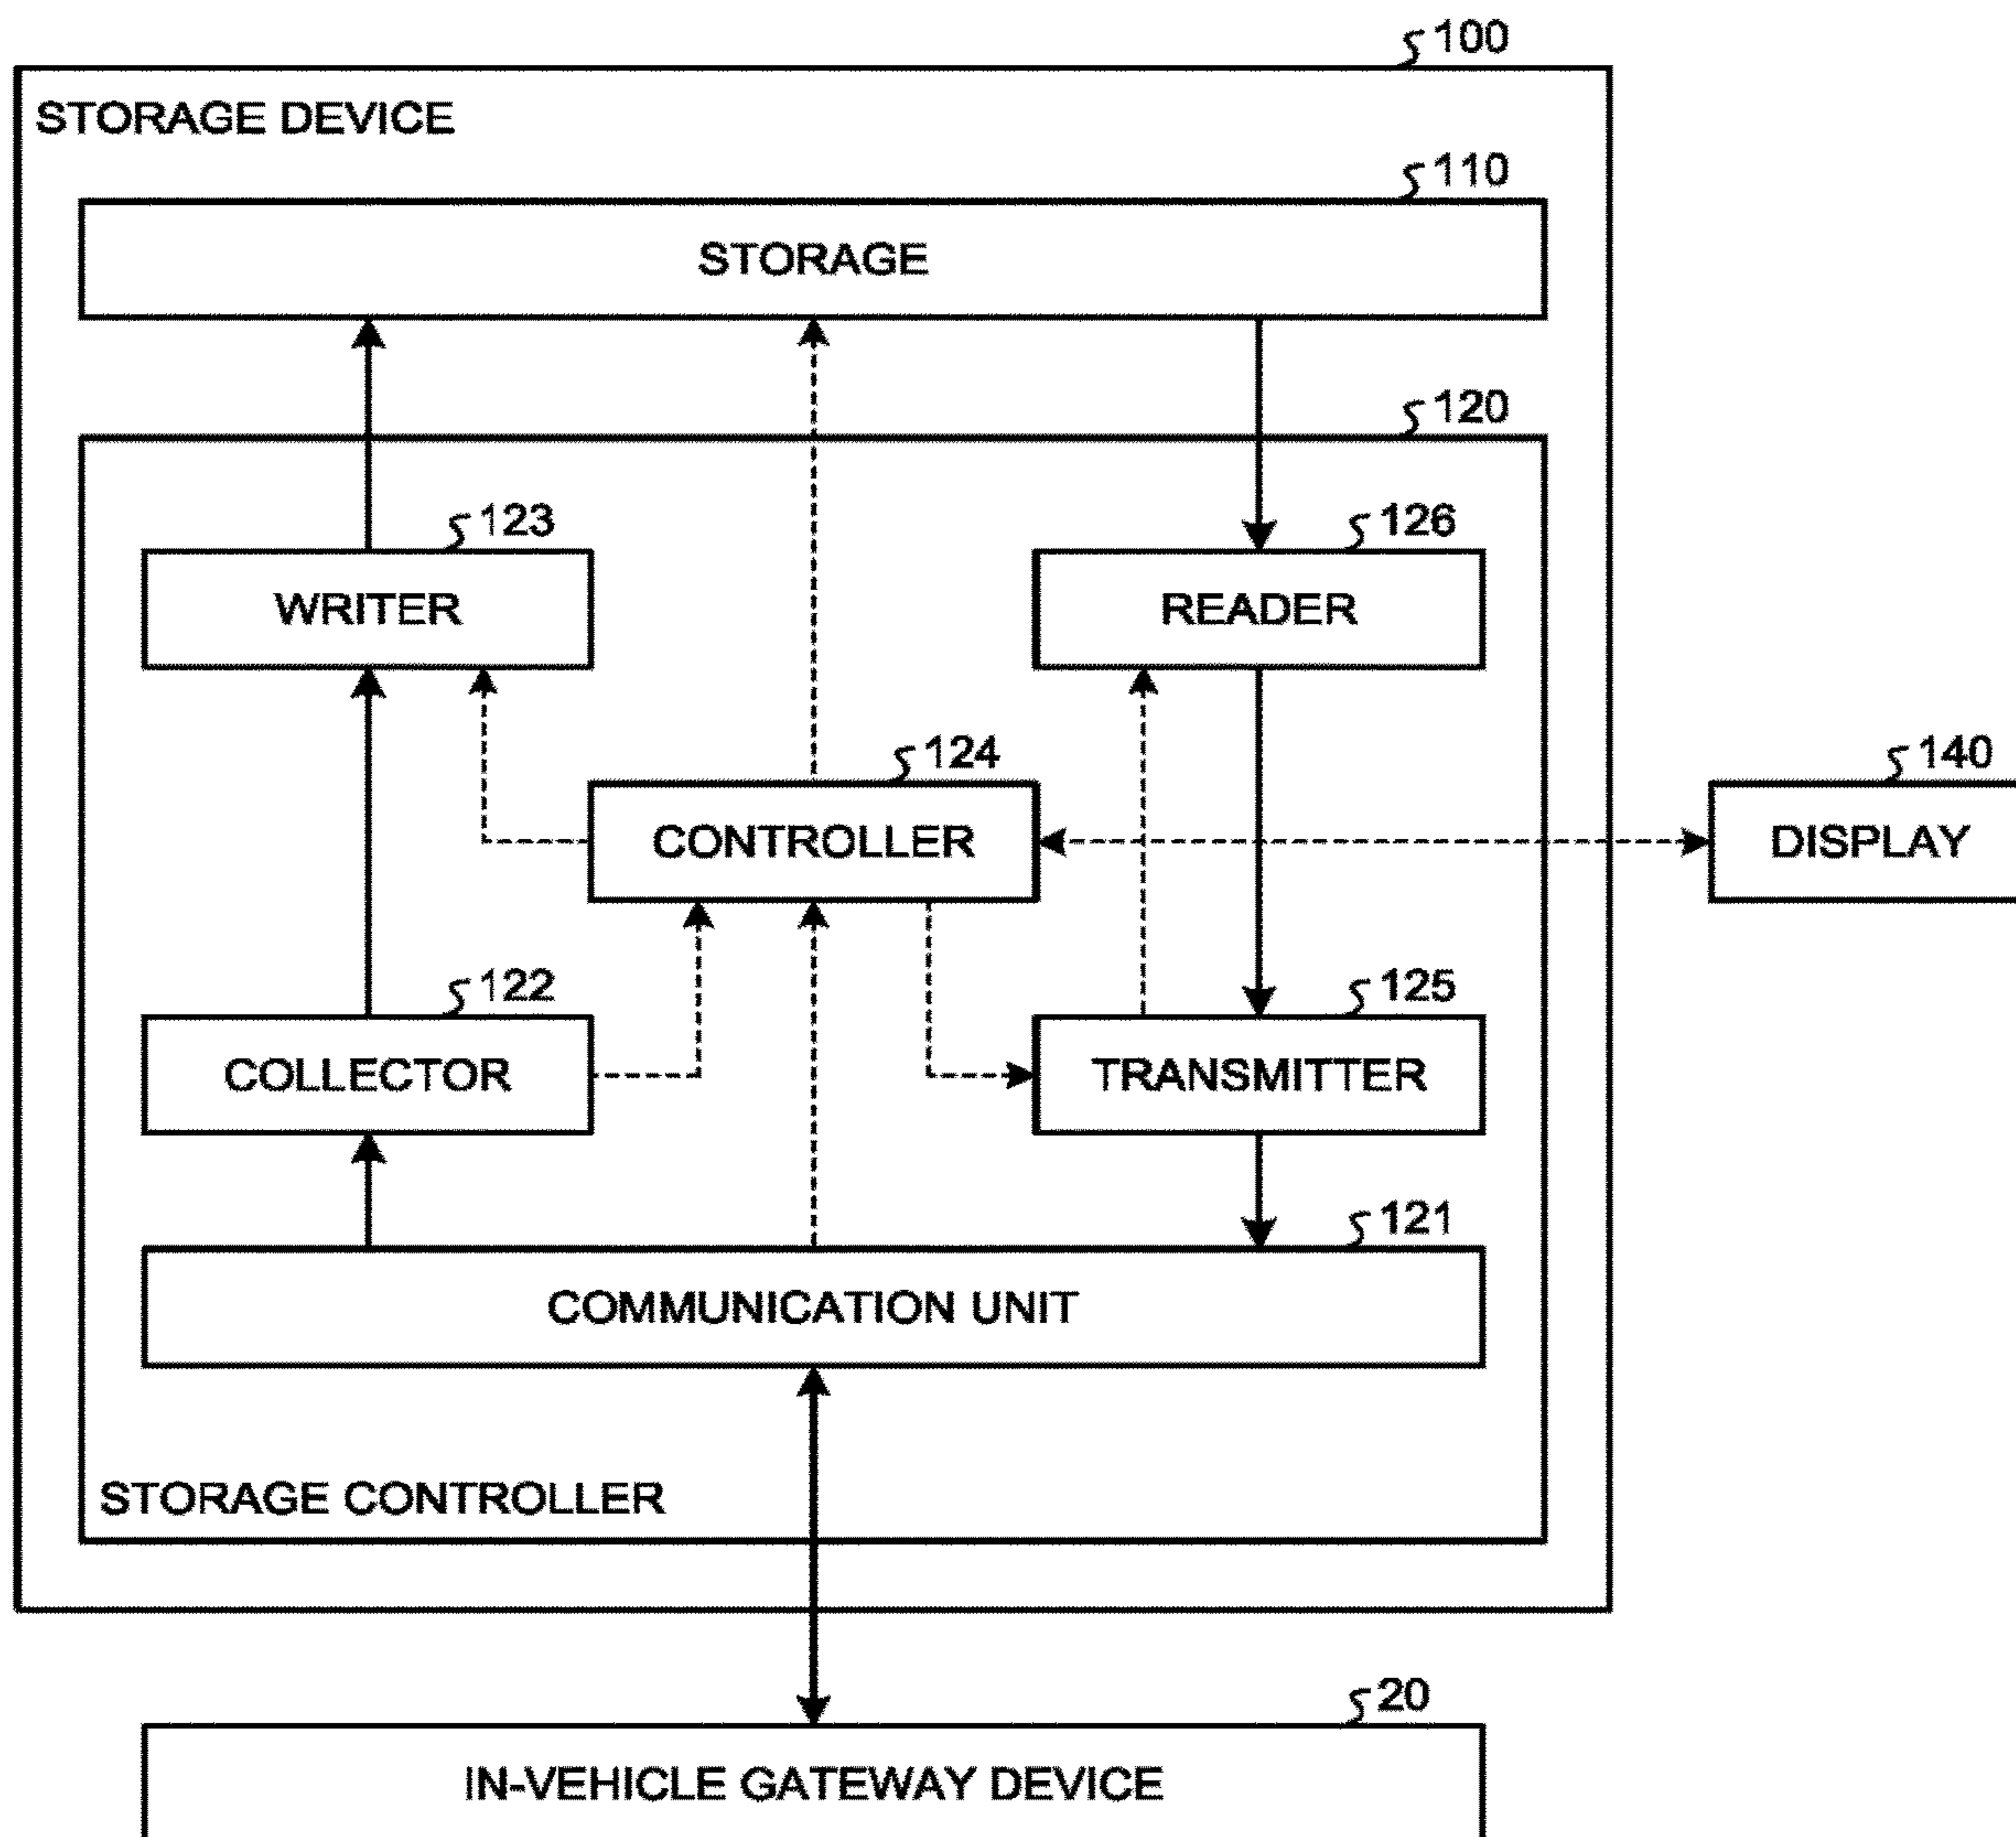 100
STORAGE DEVICE
110
STORAGE
120
123
126
WRITER
READER
124
140
CONTROLLER
DISPLAY
122
125
COLLECTOR
TRANSMITTER
121
COMMUNICATION UNIT
STORAGE CONTROLLER
20
IN-VEHICLE GATEWAY DEVICE